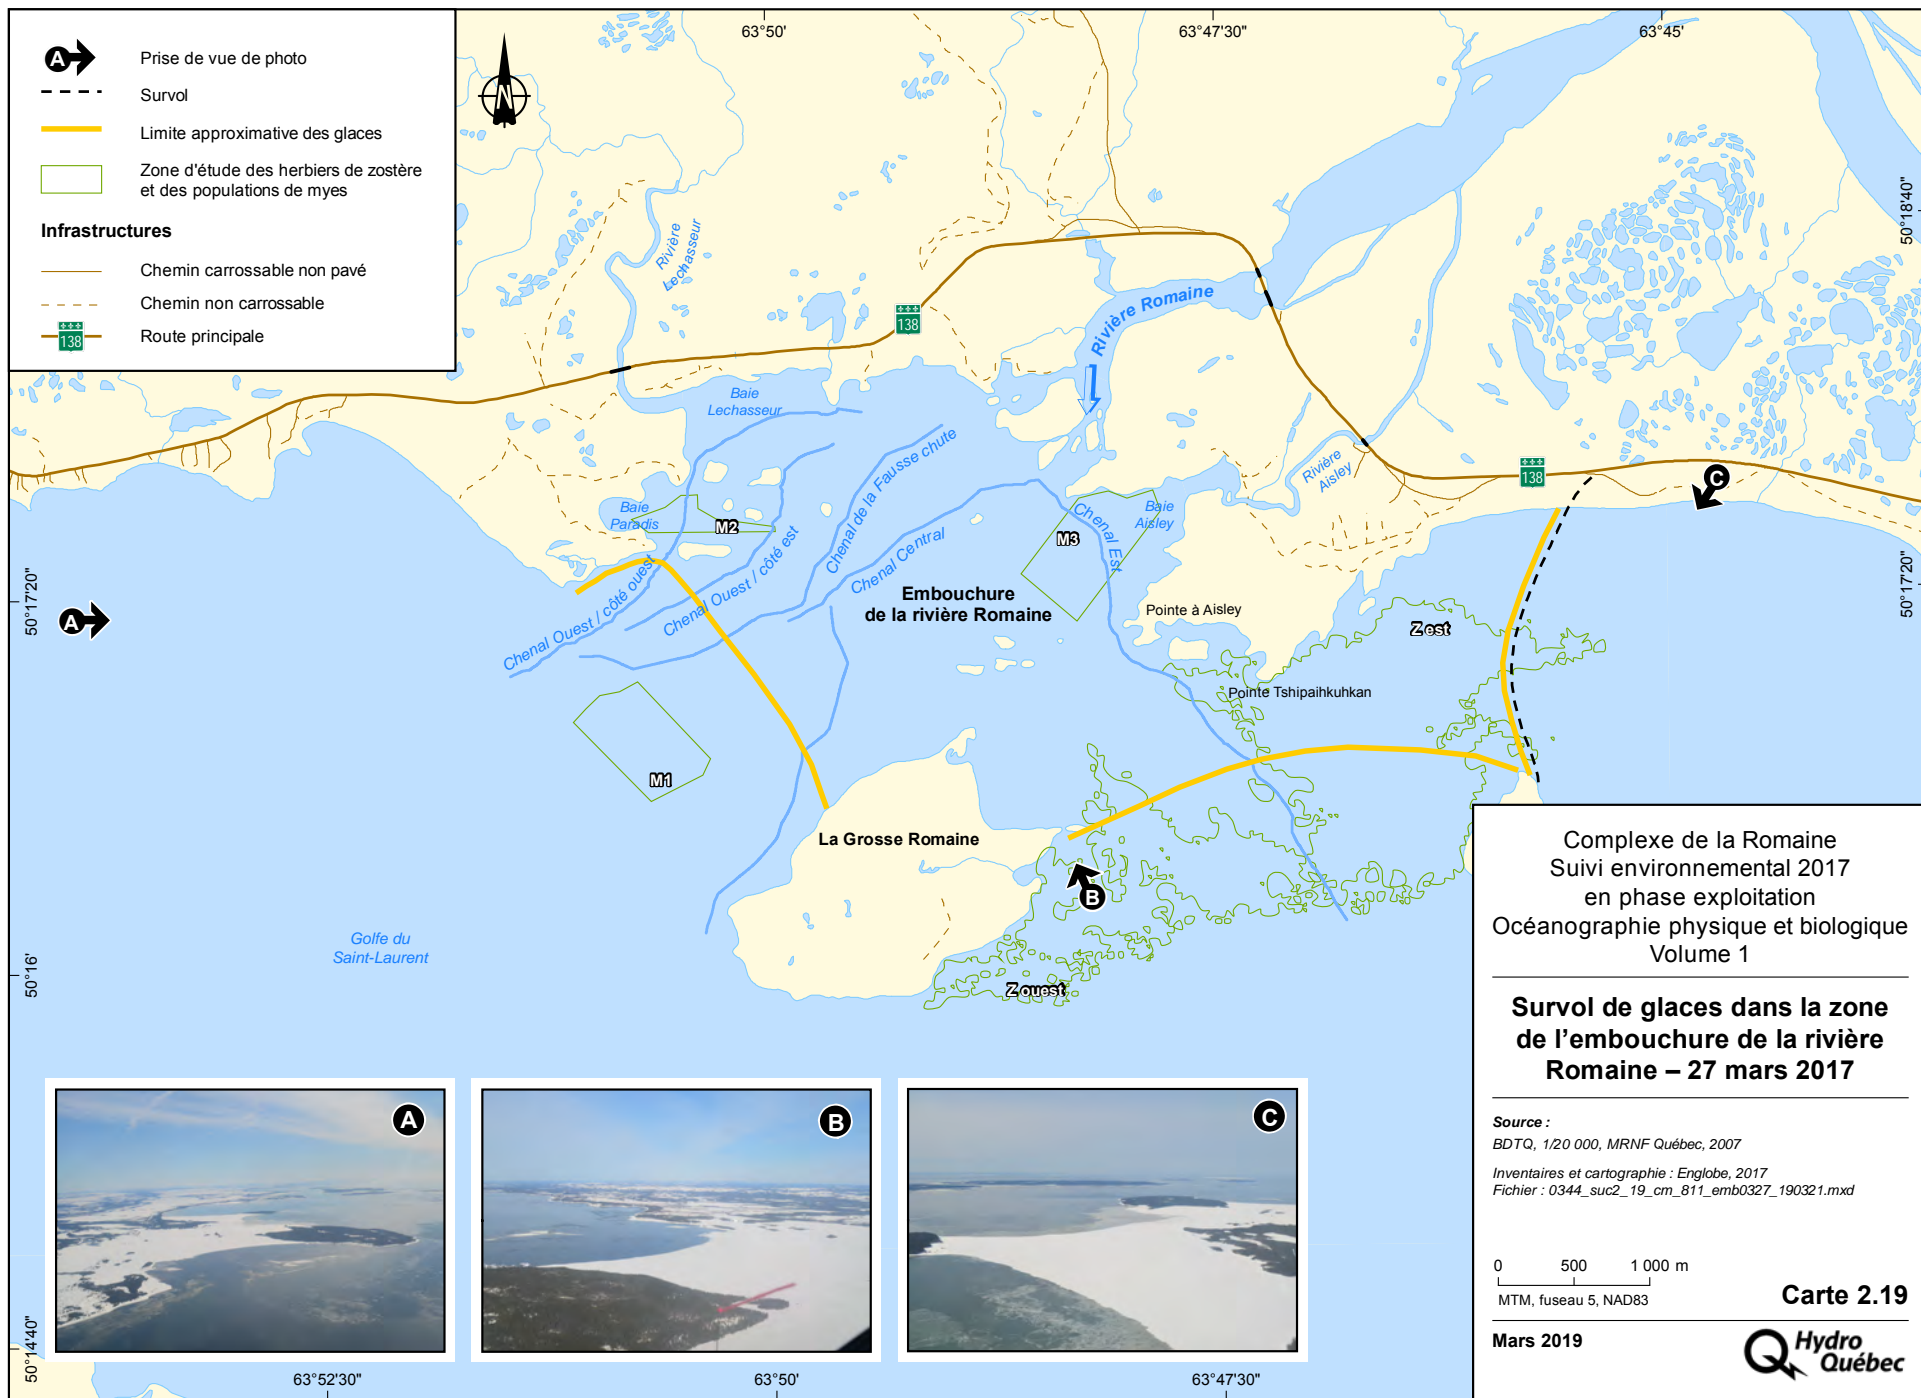 63°50'
63°47'30"
63°45'
A
Prise de vue de photo
Survol
Limite approximative des glaces
Zone d'étude des herbiers de zostère
et des populations de myes
Infrastructures
Chemin carrossable non pavé
Chemin non carrossable
138
Route principale
N
50°18'40"
Rivière
Lechasseur
Rivière Romaine
138
Baie
Lechasseur
Chenal de la Fausse chute
Rivière
Aisley
138
C
Baie
Paradis
M2
Baie
Aisley
M3
Chenal Est
Chenal Central
Chenal Ouest / côté est
Chenal Ouest / côté ouest
50°17'20"
50°17'20"
A
Embouchure
de la rivière Romaine
Pointe à Aisley
Z est
Pointe Tshipaihkuhkan
M1
La Grosse Romaine
B
Golfe du
Saint-Laurent
50°16'
Z ouest
Complexe de la Romaine
Suivi environnemental 2017
en phase exploitation
Océanographie physique et biologique
Volume 1
Survol de glaces dans la zone
de l'embouchure de la rivière
Romaine – 27 mars 2017
Source :
BDTQ, 1/20 000, MRNF Québec, 2007
Inventaires et cartographie : Englobe, 2017
Fichier : 0344_suc2_19_cm_811_emb0327_190321.mxd
0 500 1 000 m
MTM, fuseau 5, NAD83
Carte 2.19
Mars 2019
Hydro
Québec
A
B
C
50°14'40"
63°52'30"
63°50'
63°47'30"